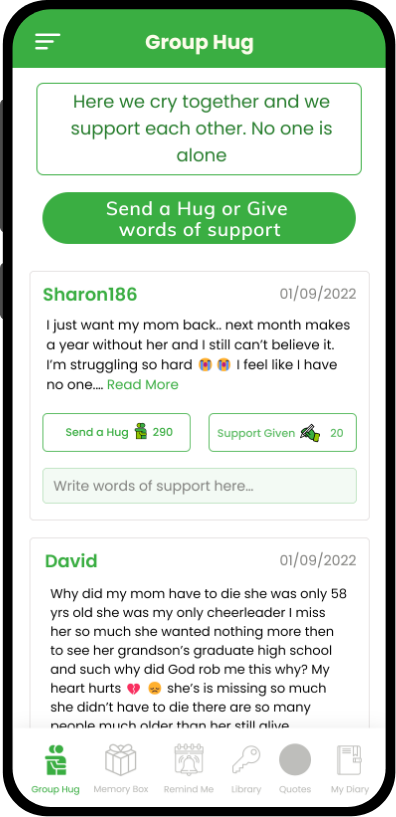 Group Hug
Here we cry together and we
support each other. No one is
alone
Send a Hug or Give
words of support
Sharon186 01/09/2022
I just want my mom back.. next month makes
a year without her and I still can't believe it.
I'm struggling so hard 😭 😭 I feel like I have
no one.... Read More
Send a Hug 290 Support Given 20
Write words of support here...
David 01/09/2022
Why did my mom have to die she was only 58
yrs old she was my only cheerleader I miss
her so much she wanted nothing more then
to see her grandson's graduate high school
and such why did God rob me this why? My
heart hurts 💔 😞 she's is missing so much
she didn't have to die there are so many
people much older than her still alive
Group Hug Memory Box Remind Me Library Quotes My Diary